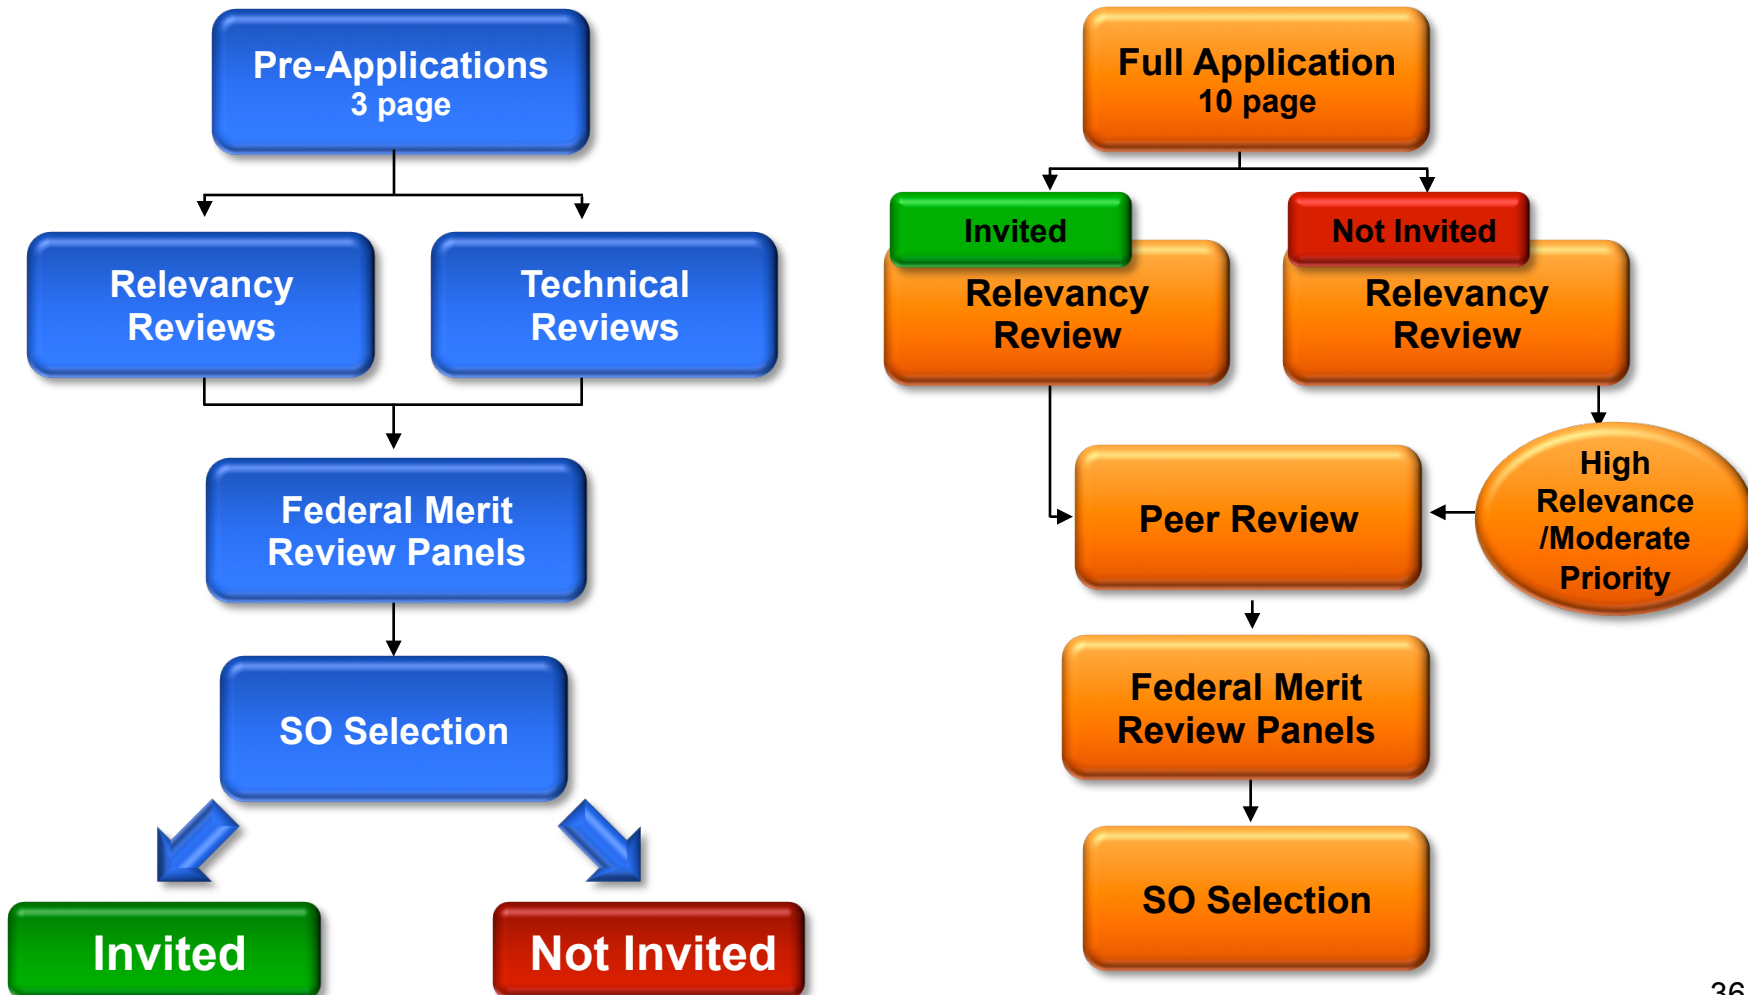 Pre-Applications
3 page
Relevancy
Reviews
Technical
Reviews
Federal Merit
Review Panels
SO Selection
Invited
Not Invited
Full Application
10 page
Invited
Relevancy
Review
Not Invited
Relevancy
Review
High
Relevance
/Moderate
Priority
Peer Review
Federal Merit
Review Panels
SO Selection
36